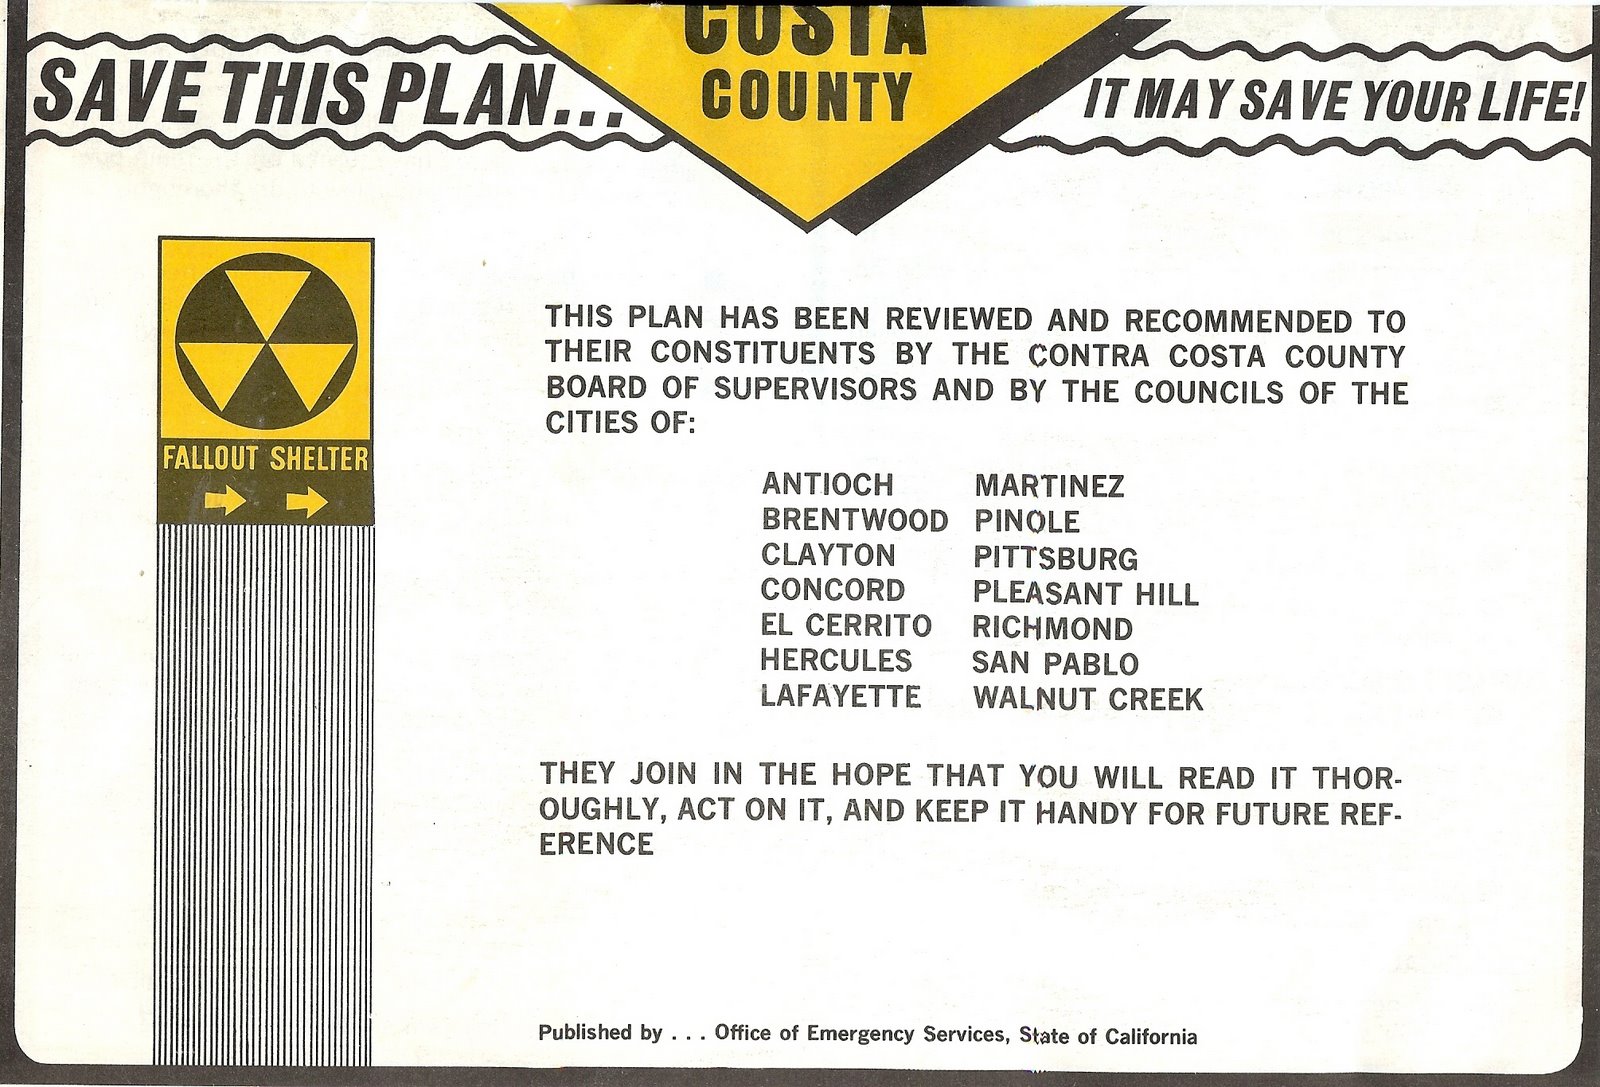 COSTA
COUNTY
SAVE THIS PLAN...
IT MAY SAVE YOUR LIFE!
FALLOUT SHELTER
THIS PLAN HAS BEEN REVIEWED AND RECOMMENDED TO
THEIR CONSTITUENTS BY THE CONTRA COSTA COUNTY
BOARD OF SUPERVISORS AND BY THE COUNCILS OF THE
CITIES OF:
ANTIOCH
BRENTWOOD
CLAYTON
CONCORD
EL CERRITO
HERCULES
LAFAYETTE
MARTINEZ
PINOLE
PITTSBURG
PLEASANT HILL
RICHMOND
SAN PABLO
WALNUT CREEK
THEY JOIN IN THE HOPE THAT YOU WILL READ IT THOR-
OUGHLY, ACT ON IT, AND KEEP IT HANDY FOR FUTURE REF-
ERENCE
Published by . . . Office of Emergency Services, State of California